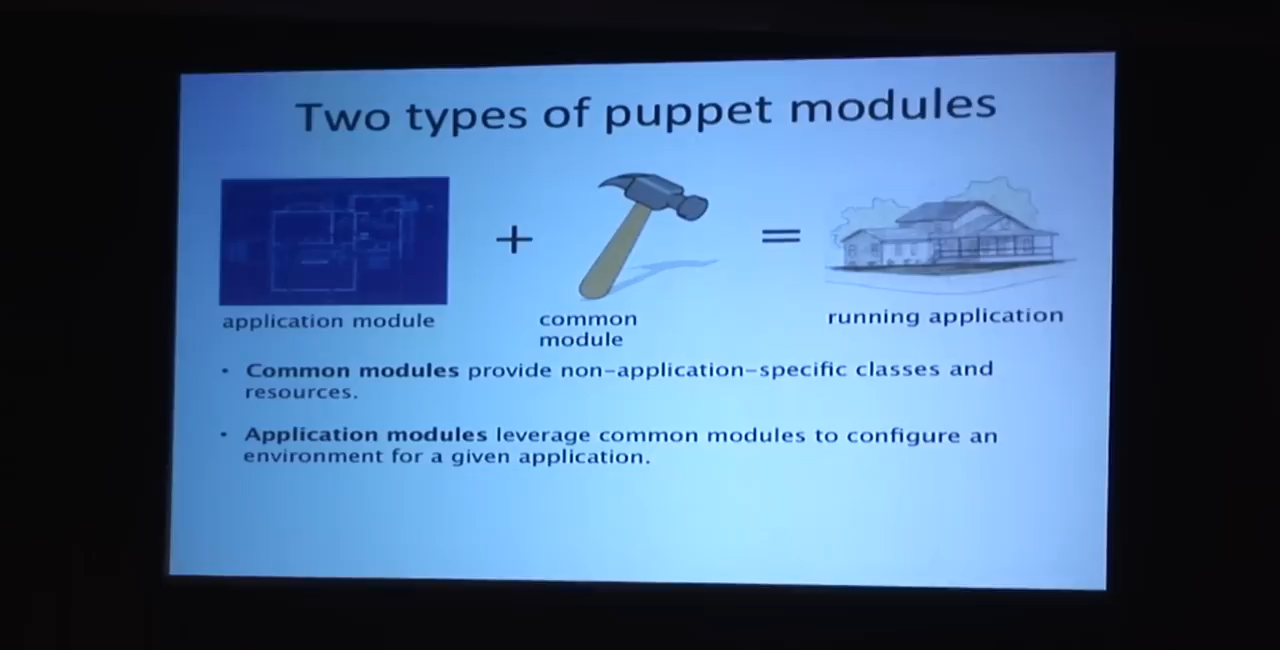 Two types of puppet modules
+
=
application module
common
module
running application
• Common modules provide non-application-specific classes and
resources.
• Application modules leverage common modules to configure an
environment for a given application.